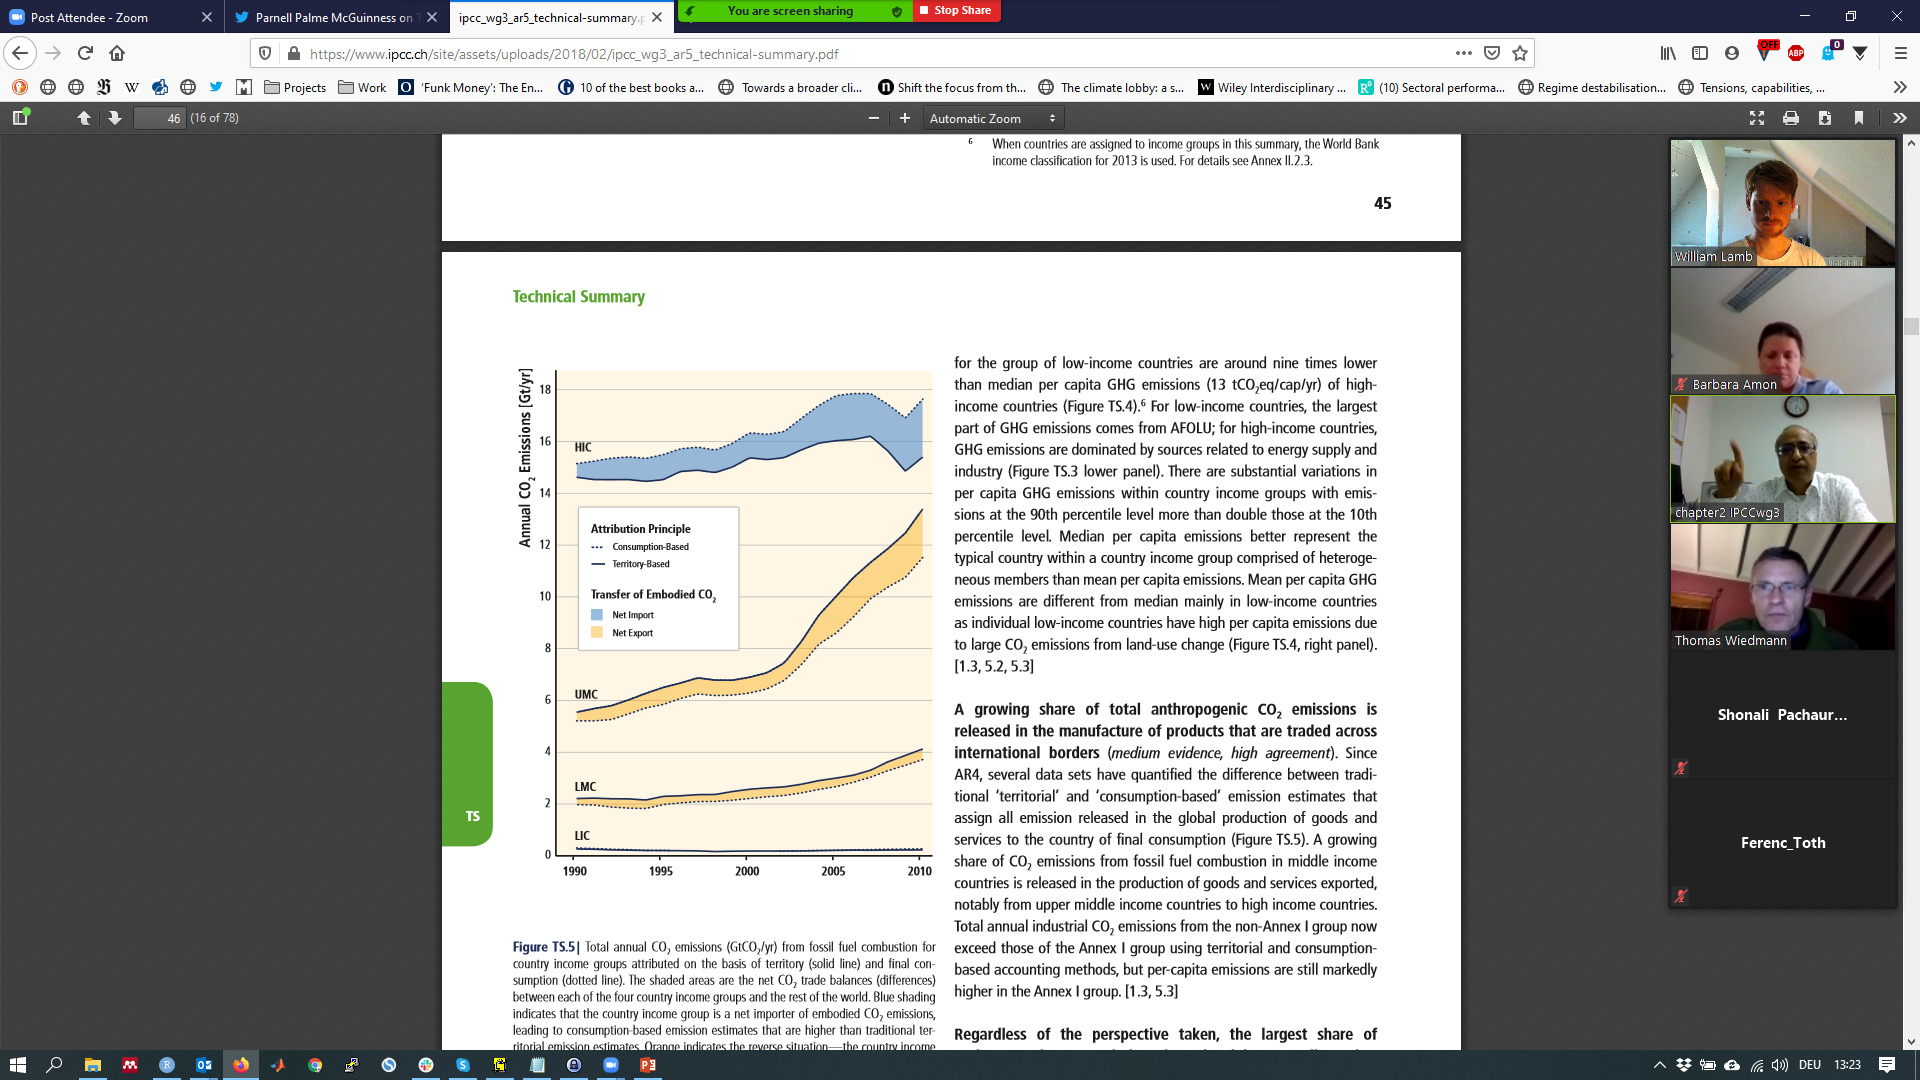 Post Attendee - Zoom
Parnell Palme McGuinness on T
ipcc_wg3_ar5_technical-summary.p
You are screen sharing
Stop Share
https://www.ipcc.ch/site/assets/uploads/2018/02/ipcc_wg3_ar5_technical-summary.pdf
OFF
ABP
0
Projects
Work
'Funk Money': The En...
10 of the best books a...
Towards a broader cli...
Shift the focus from th...
The climate lobby: a s...
Wiley Interdisciplinary ...
(10) Sectoral performa...
Regime destabilisation...
Tensions, capabilities, ...
46 (16 of 78)
Automatic Zoom
6 When countries are assigned to income groups in this summary, the World Bank
income classification for 2013 is used. For details see Annex II.2.3.
45
Technical Summary
Annual CO2 Emissions [Gt/yr]
18
16
14
12
10
8
6
4
2
0
HIC
UMC
LMC
LIC
Attribution Principle
Consumption-Based
Territory-Based
Transfer of Embodied CO2
Net Import
Net Export
1990 1995 2000 2005 2010
TS
Figure TS.5| Total annual CO2 emissions (GtCO2/yr) from fossil fuel combustion for
country income groups attributed on the basis of territory (solid line) and final con-
sumption (dotted line). The shaded areas are the net CO2 trade balances (differences)
between each of the four country income groups and the rest of the world. Blue shading
indicates that the country income group is a net importer of embodied CO2 emissions,
leading to consumption-based emission estimates that are higher than traditional ter-
ritorial emission estimates. Orange indicates the reverse situation—the country income
for the group of low-income countries are around nine times lower
than median per capita GHG emissions (13 tCO2eq/cap/yr) of high-
income countries (Figure TS.4).6 For low-income countries, the largest
part of GHG emissions comes from AFOLU; for high-income countries,
GHG emissions are dominated by sources related to energy supply and
industry (Figure TS.3 lower panel). There are substantial variations in
per capita GHG emissions within country income groups with emis-
sions at the 90th percentile level more than double those at the 10th
percentile level. Median per capita emissions better represent the
typical country within a country income group comprised of heteroge-
neous members than mean per capita emissions. Mean per capita GHG
emissions are different from median mainly in low-income countries
as individual low-income countries have high per capita emissions due
to large CO2 emissions from land-use change (Figure TS.4, right panel).
[1.3, 5.2, 5.3]
A growing share of total anthropogenic CO2 emissions is
released in the manufacture of products that are traded across
international borders (medium evidence, high agreement). Since
AR4, several data sets have quantified the difference between tradi-
tional 'territorial' and 'consumption-based' emission estimates that
assign all emission released in the global production of goods and
services to the country of final consumption (Figure TS.5). A growing
share of CO2 emissions from fossil fuel combustion in middle income
countries is released in the production of goods and services exported,
notably from upper middle income countries to high income countries.
Total annual industrial CO2 emissions from the non-Annex I group now
exceed those of the Annex I group using territorial and consumption-
based accounting methods, but per-capita emissions are still markedly
higher in the Annex I group. [1.3, 5.3]
Regardless of the perspective taken, the largest share of
William Lamb
Barbara Amon
chapter2 IPCCwg3
Thomas Wiedmann
Shonali Pachaur...
Ferenc_Toth
DEU 13:23